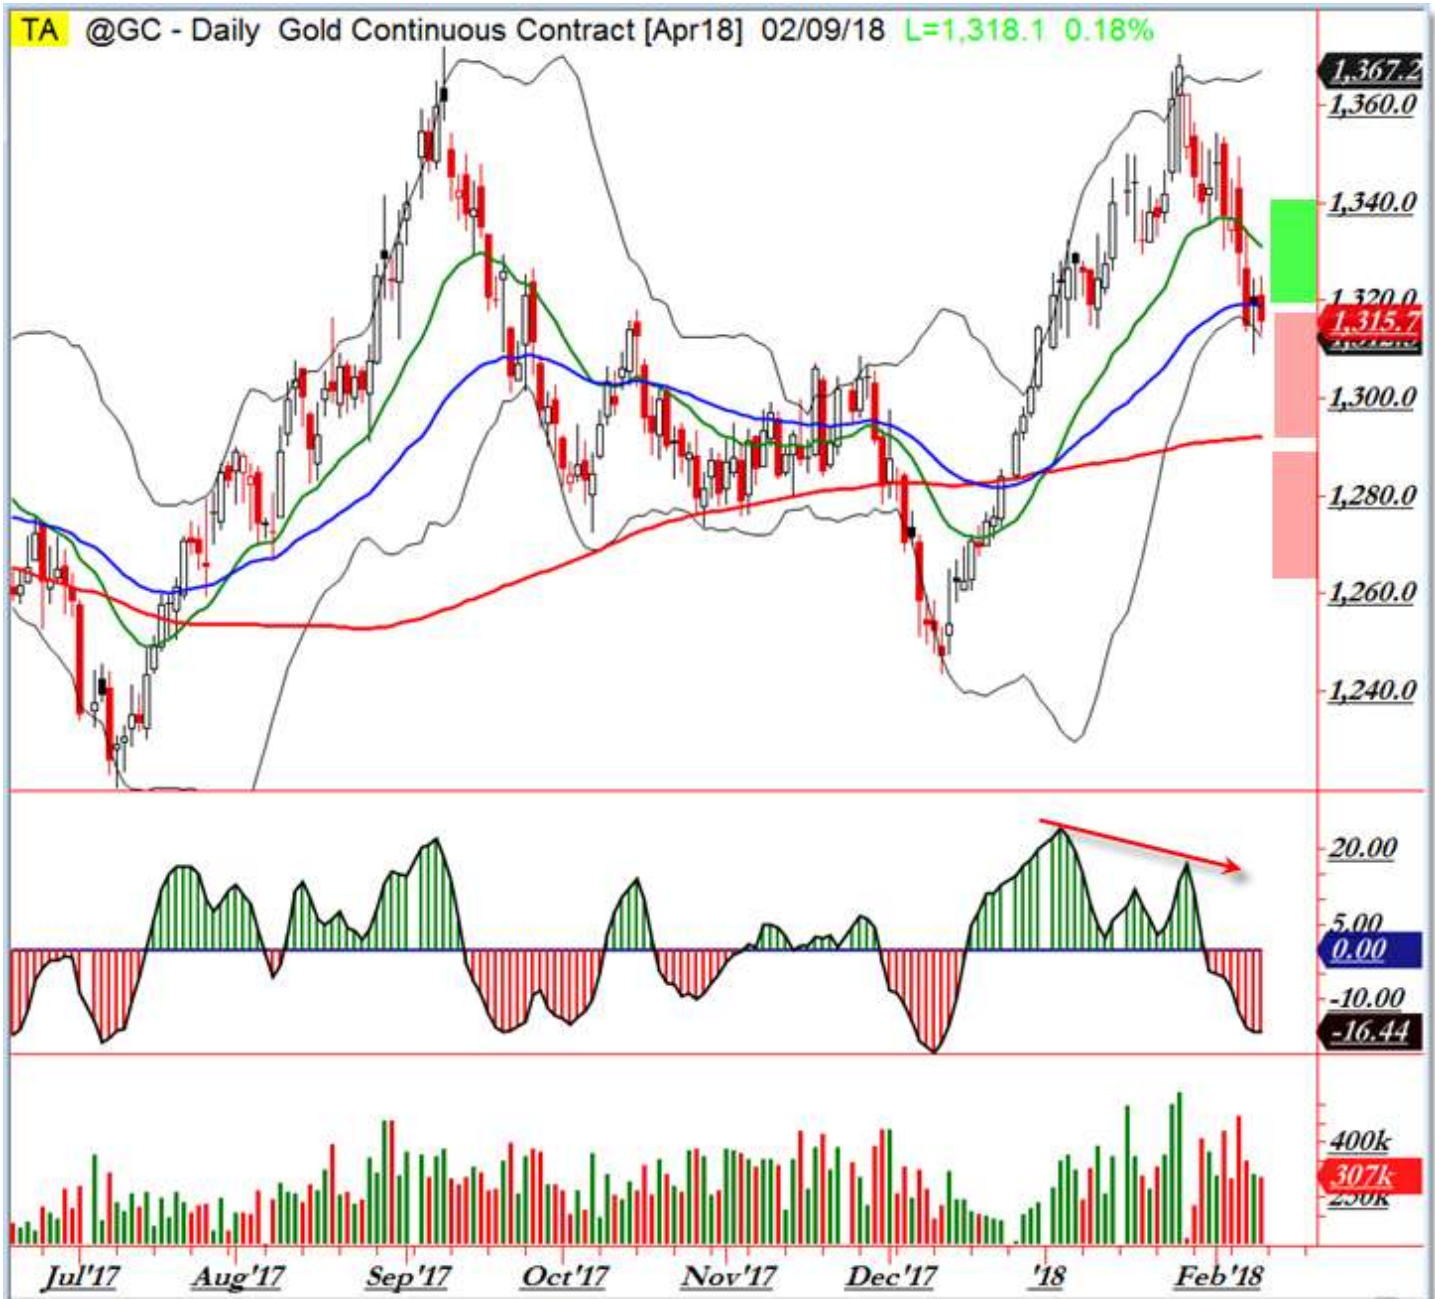 TA @GC - Daily Gold Continuous Contract [Apr18] 02/09/18 L=1,318.1 0.18%
1,367.2
1,360.0
1,340.0
1,320.0
1,315.7
1,300.0
1,280.0
1,260.0
1,240.0
20.00
5.00
0.00
-10.00
-16.44
400k
307k
250k
Jul'17 Aug'17 Sep'17 Oct'17 Nov'17 Dec'17 '18 Feb'18